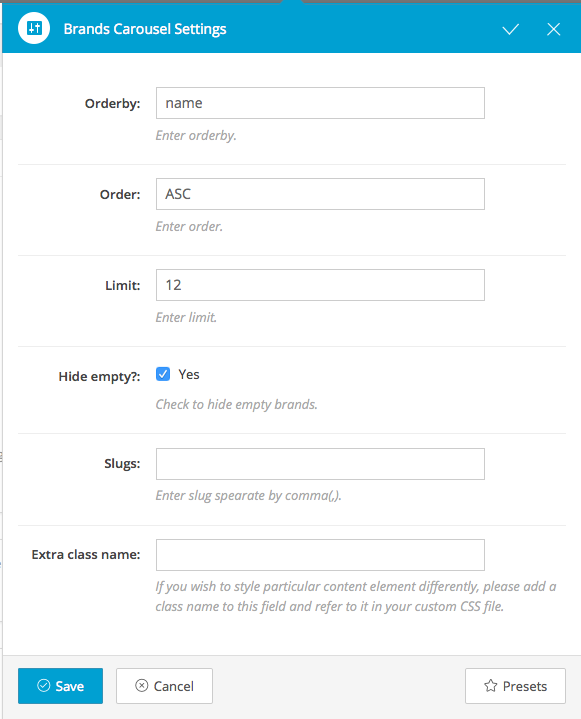 Brands Carousel Settings
Orderby: name
Enter orderby.
Order: ASC
Enter order.
Limit: 12
Enter limit.
Hide empty?: Yes
Check to hide empty brands.
Slugs:
Enter slug spearate by comma(,).
Extra class name:
If you wish to style particular content element differently, please add a
class name to this field and refer to it in your custom CSS file.
Save Cancel Presets